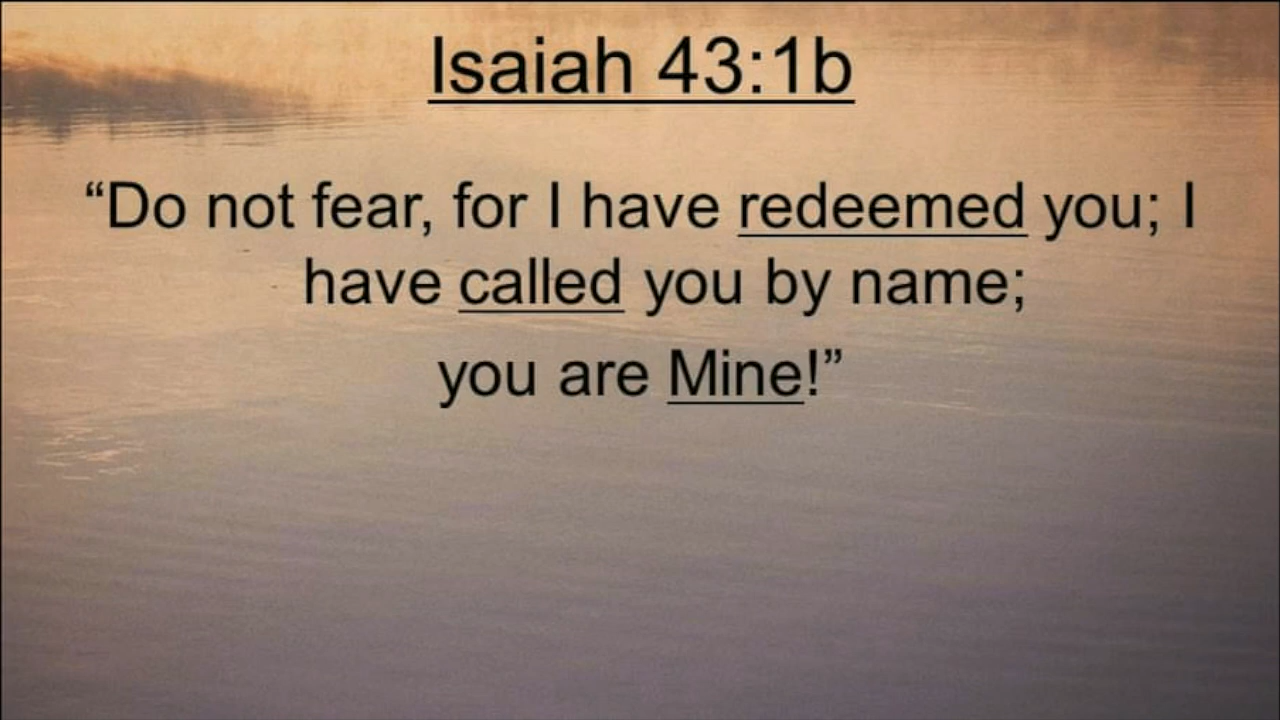 Isaiah 43:1b
“Do not fear, for I have redeemed you; I
have called you by name;
you are Mine!”